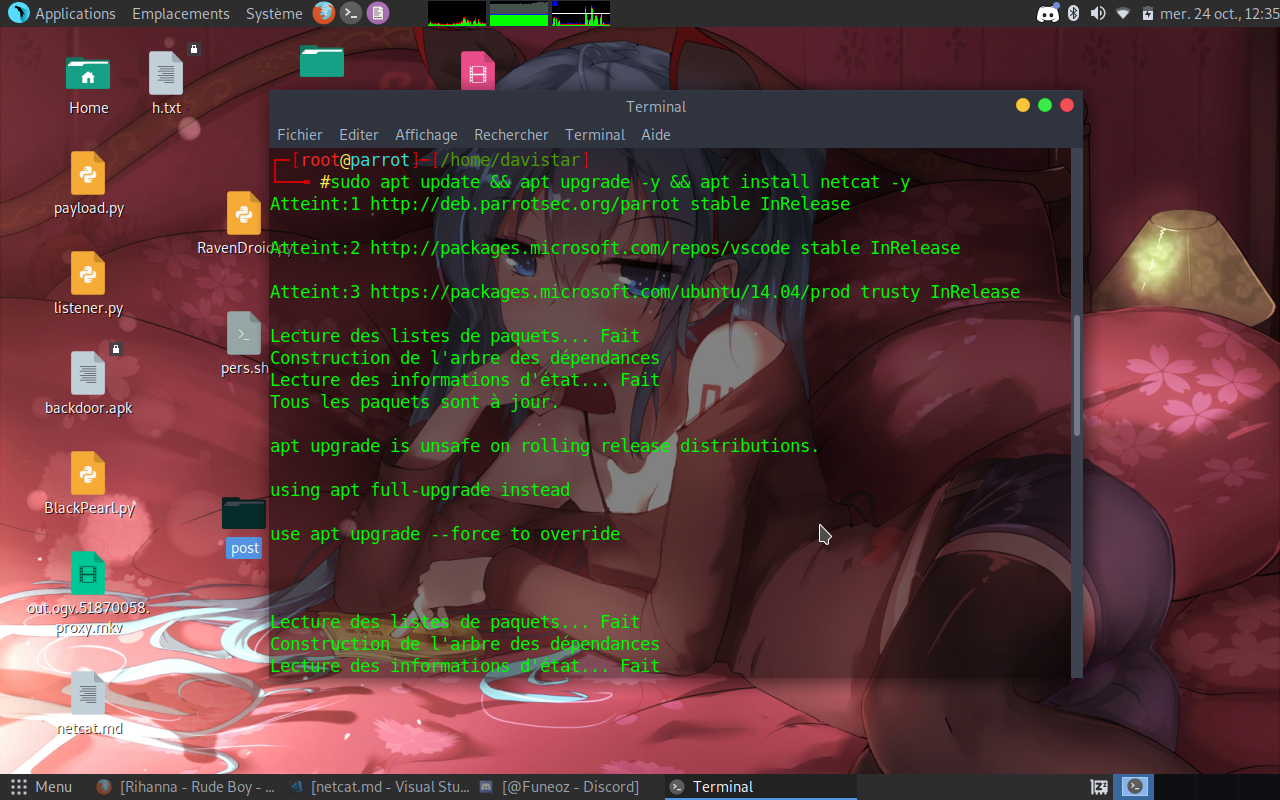 Applications Emplacements Système mer. 24 oct., 12:35
Home
h.txt
payload.py
RavenDroid.py
listener.py
pers.sh
backdoor.apk
BlackPearl.py
post
out.ogv.51870058.
proxy.mkv
netcat.md
Terminal
Fichier Editer Affichage Rechercher Terminal Aide
[root@parrot]─[/home/davistar]
#sudo apt update && apt upgrade -y && apt install netcat -y
Atteint:1 http://deb.parrotsec.org/parrot stable InRelease
Atteint:2 http://packages.microsoft.com/repos/vscode stable InRelease
Atteint:3 https://packages.microsoft.com/ubuntu/14.04/prod trusty InRelease
Lecture des listes de paquets... Fait
Construction de l'arbre des dépendances
Lecture des informations d'état... Fait
Tous les paquets sont à jour.
apt upgrade is unsafe on rolling release distributions.
using apt full-upgrade instead
use apt upgrade --force to override
Lecture des listes de paquets... Fait
Construction de l'arbre des dépendances
Lecture des informations d'état... Fait
Menu [Rihanna - Rude Boy - ... [netcat.md - Visual Stu... [@Funeoz - Discord] Terminal